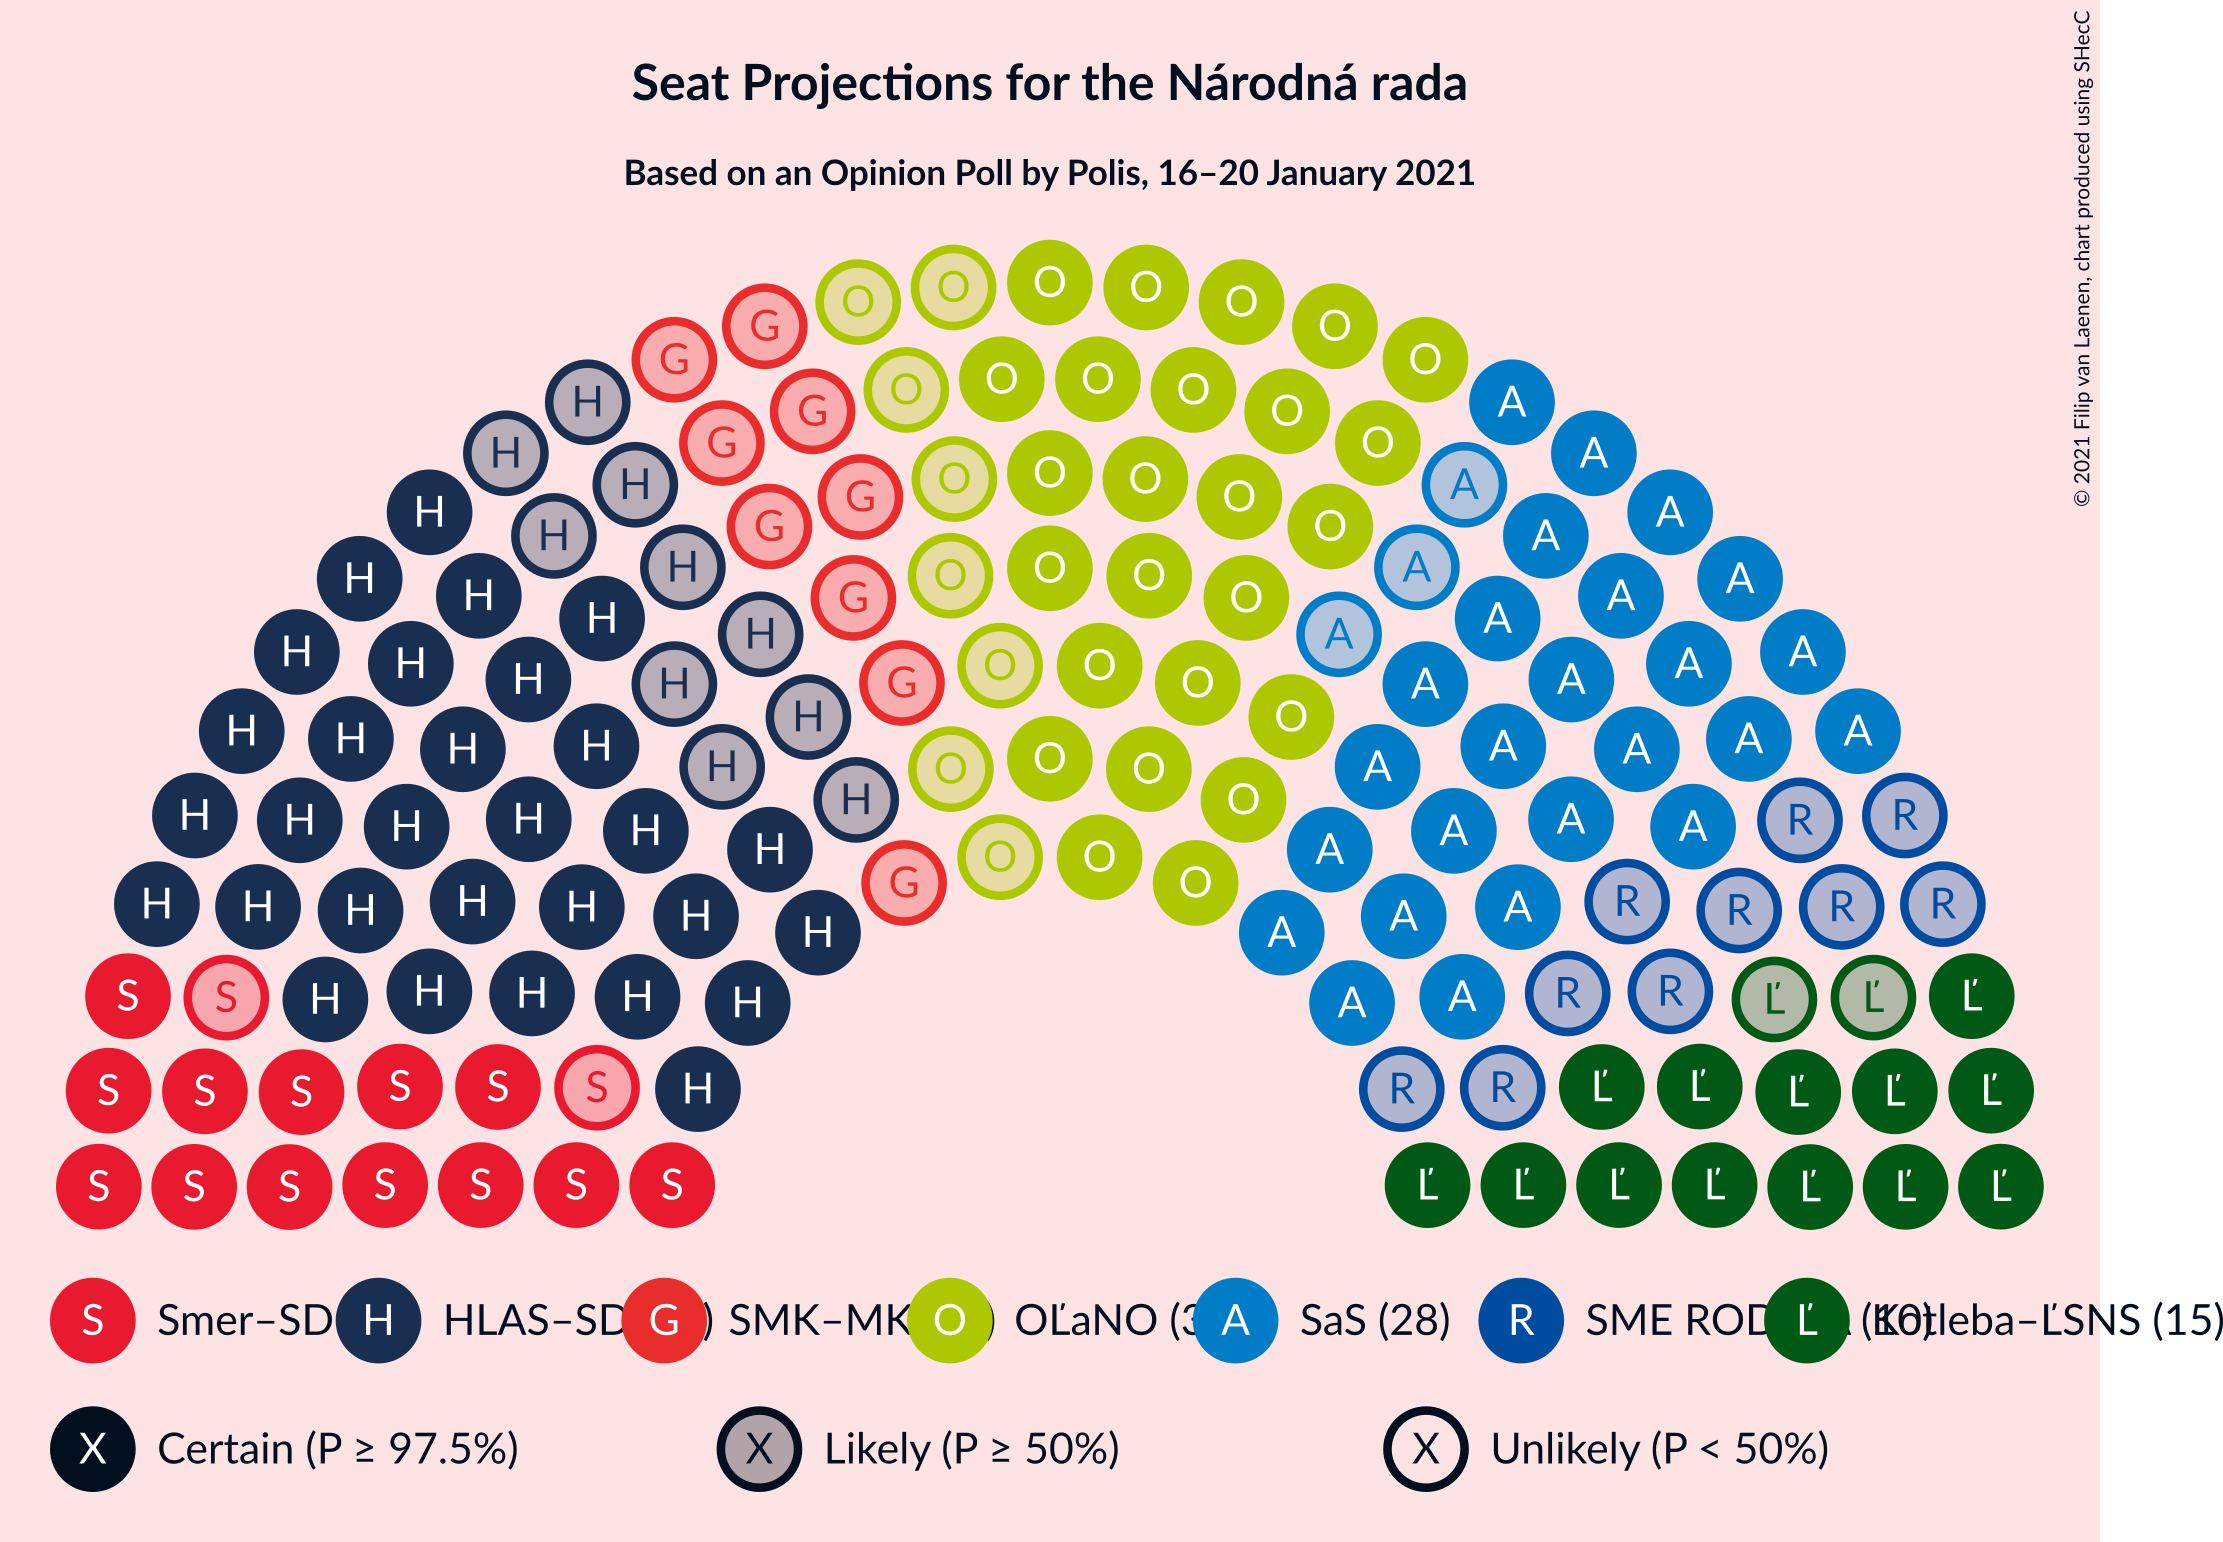 Seat Projections for the Národná rada
Based on an Opinion Poll by Polis, 16–20 January 2021
© 2021 Filip van Laenen, chart produced using SHecC
O O O O O O O
G G G G
H H O O O O O O A A
H H G G O O O O O A A A
H H H G O O O O A A A A
H H H H G O O O O A A A A A
H H H H H H O O O O A A A A A A
H H H H H H H G O O O A A A A R R
H H H H H H H A A A R R R R
S S H H H H H A A R R Ľ Ľ Ľ
S S S S S S H R R Ľ Ľ Ľ Ľ Ľ
S S S S S S S Ľ Ľ Ľ Ľ Ľ Ľ Ľ
S Smer–SD H HLAS–SD G ) SMK–MK O ) OĽaNO (3 A SaS (28) R SME ROD Ľ (10) Kotleba–ĽSNS (15)
X Certain (P ≥ 97.5%) X Likely (P ≥ 50%) X Unlikely (P < 50%)